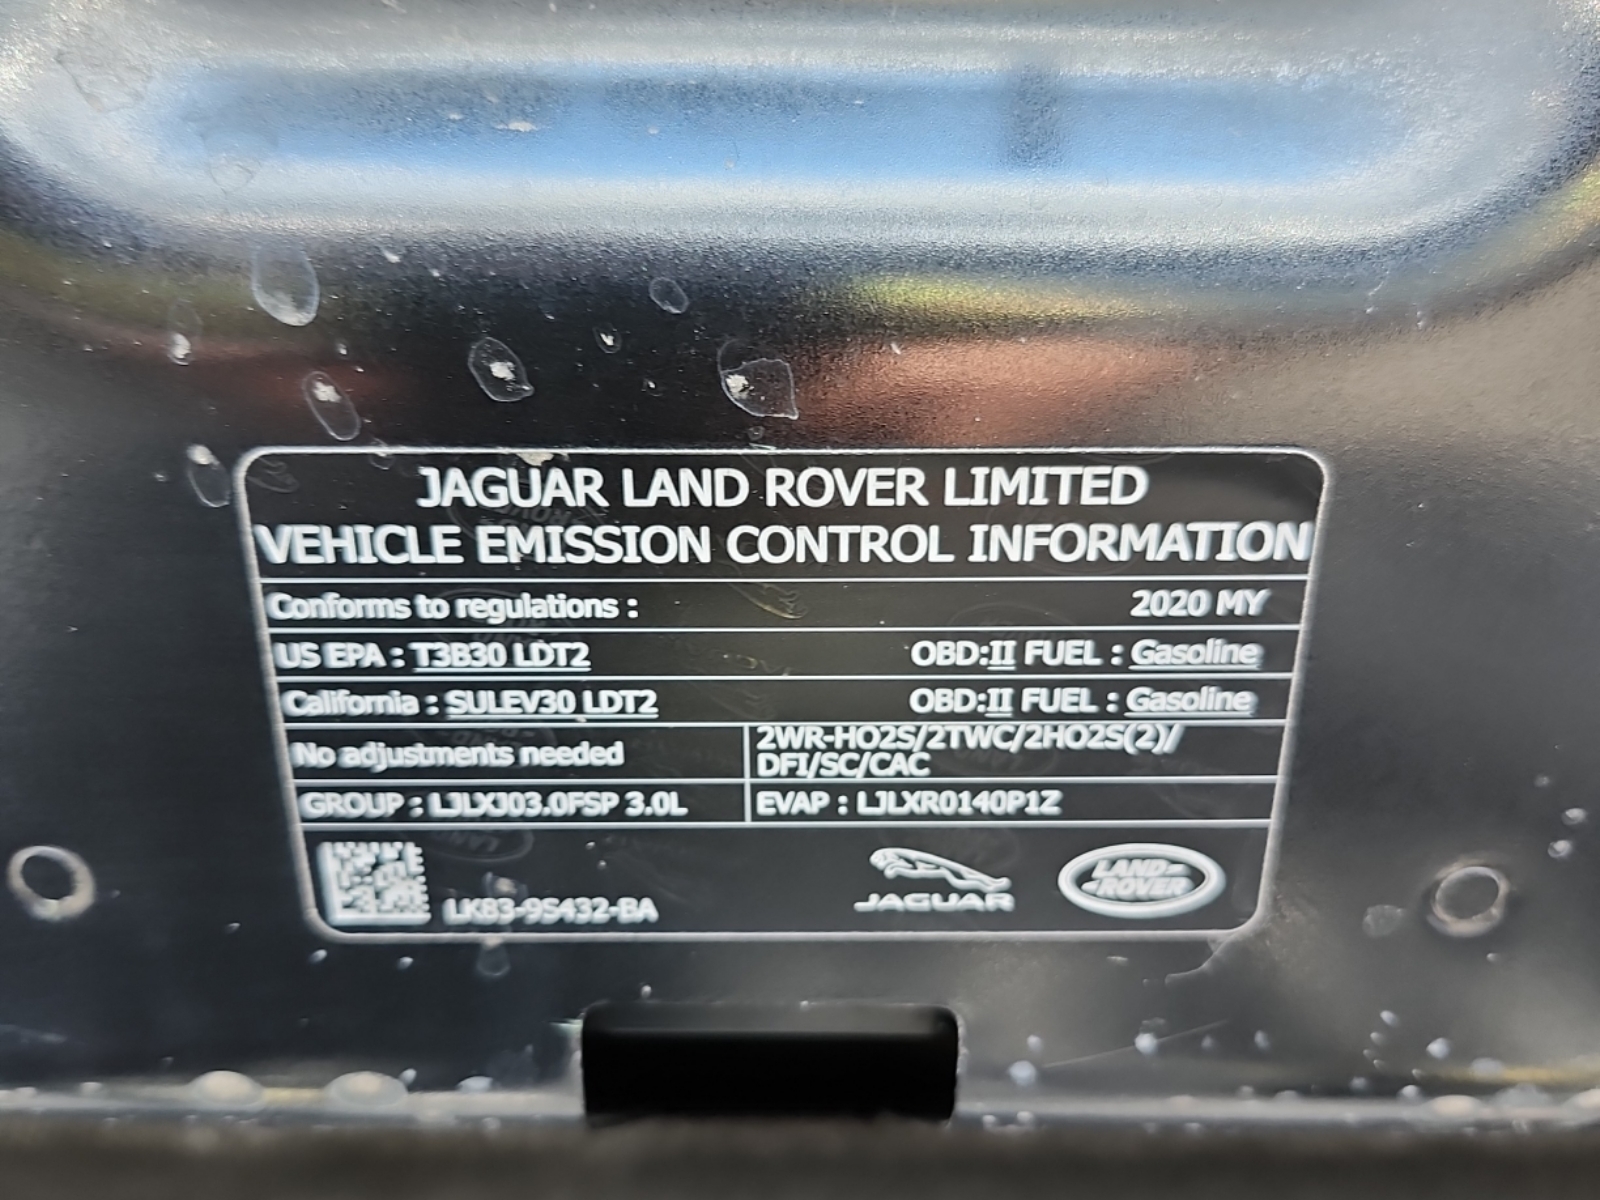 JAGUAR LAND ROVER LIMITED
VEHICLE EMISSION CONTROL INFORMATION
Conforms to regulations : 2020 MY
US EPA : T3B30 LDT2 OBD:II FUEL : Gasoline
California : SULEV30 LDT2 OBD:II FUEL : Gasoline
No adjustments needed
2WR-HO2S/2TWC/2HO2S(2)/
DFI/SC/CAC
GROUP : LJLXJ03.0FSP 3.0L EVAP : LJLXR0140P1Z
LK83-9S432-BA
JAGUAR
LAND
ROVER